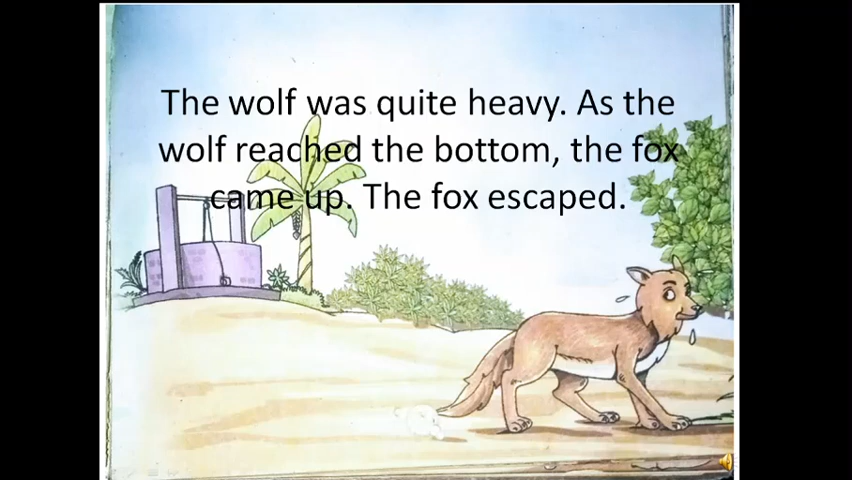 The wolf was quite heavy. As the
wolf reached the bottom, the fox
came up. The fox escaped.